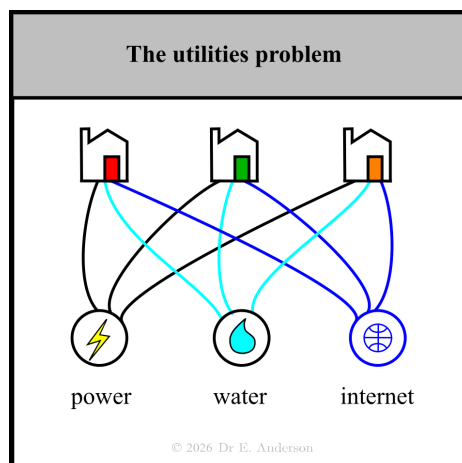 The utilities problem
power water internet
© 2026 Dr E. Anderson